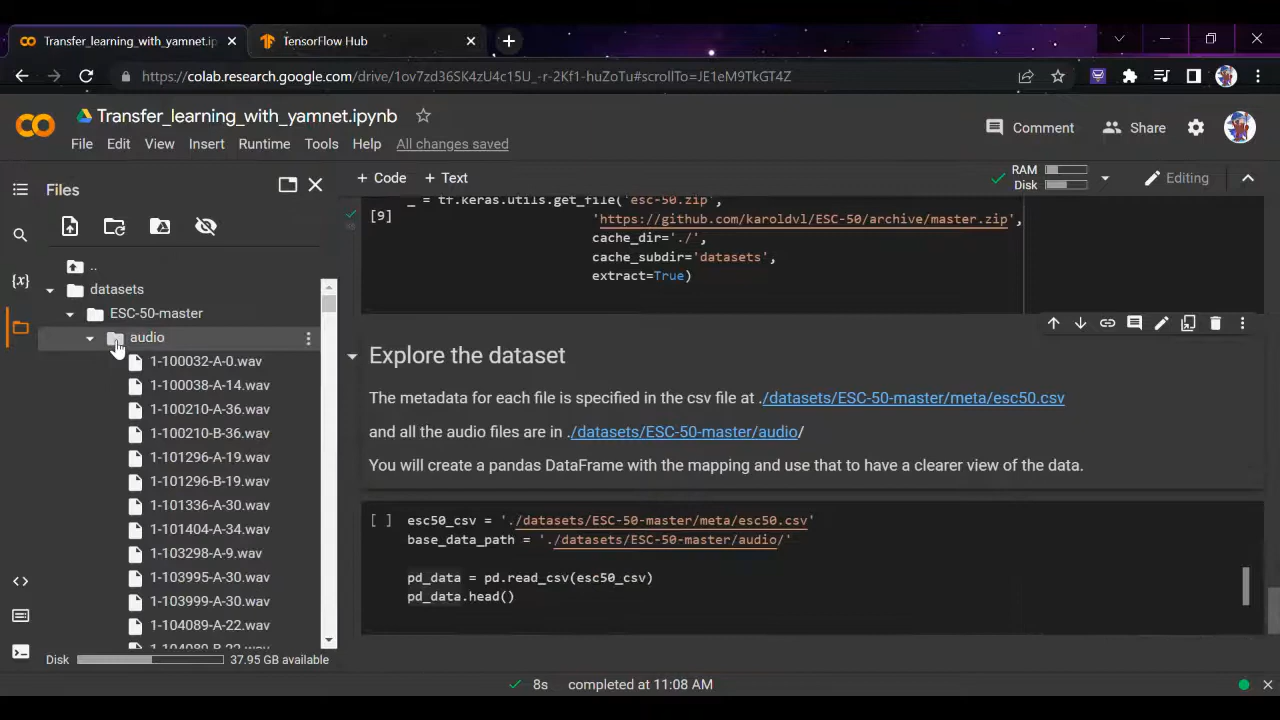 Transfer_learning_with_yamnet.ipynb
TensorFlow Hub
https://colab.research.google.com/drive/1ov7zd36SK4zU4c15U_-r-2Kf1-huZoTu#scrollTo=JE1eM9TkGT4Z
Transfer_learning_with_yamnet.ipynb
Comment
Share
File Edit View Insert Runtime Tools Help All changes saved
Files
+ Code + Text
RAM
Disk
Editing
..
datasets
ESC-50-master
audio
1-100032-A-0.wav
1-100038-A-14.wav
1-100210-A-36.wav
1-100210-B-36.wav
1-101296-A-19.wav
1-101296-B-19.wav
1-101336-A-30.wav
1-101404-A-34.wav
1-103298-A-9.wav
1-103995-A-30.wav
1-103999-A-30.wav
1-104089-A-22.wav
1-104089-B-22.wav
Disk 37.95 GB available
{x}
[9]
_ = tf.keras.utils.get_file('esc-50.zip',
'https://github.com/karoldvl/ESC-50/archive/master.zip',
cache_dir='./',
cache_subdir='datasets',
extract=True)
Explore the dataset
The metadata for each file is specified in the csv file at ./datasets/ESC-50-master/meta/esc50.csv
and all the audio files are in ./datasets/ESC-50-master/audio/
You will create a pandas DataFrame with the mapping and use that to have a clearer view of the data.
[ ] esc50_csv = './datasets/ESC-50-master/meta/esc50.csv'
base_data_path = './datasets/ESC-50-master/audio/'
pd_data = pd.read_csv(esc50_csv)
pd_data.head()
8s completed at 11:08 AM